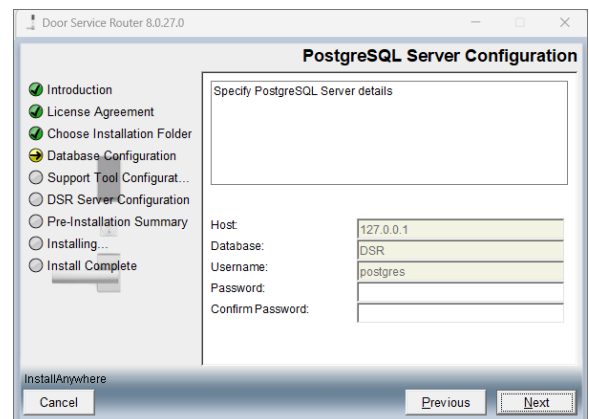 Door Service Router 8.0.27.0
PostgreSQL Server Configuration
Introduction
License Agreement
Choose Installation Folder
Database Configuration
Support Tool Configurat...
DSR Server Configuration
Pre-Installation Summary
Installing...
Install Complete
Specify PostgreSQL Server details
Host: 127.0.0.1
Database: DSR
Username: postgres
Password:
Confirm Password:
InstallAnywhere
Cancel
Previous
Next